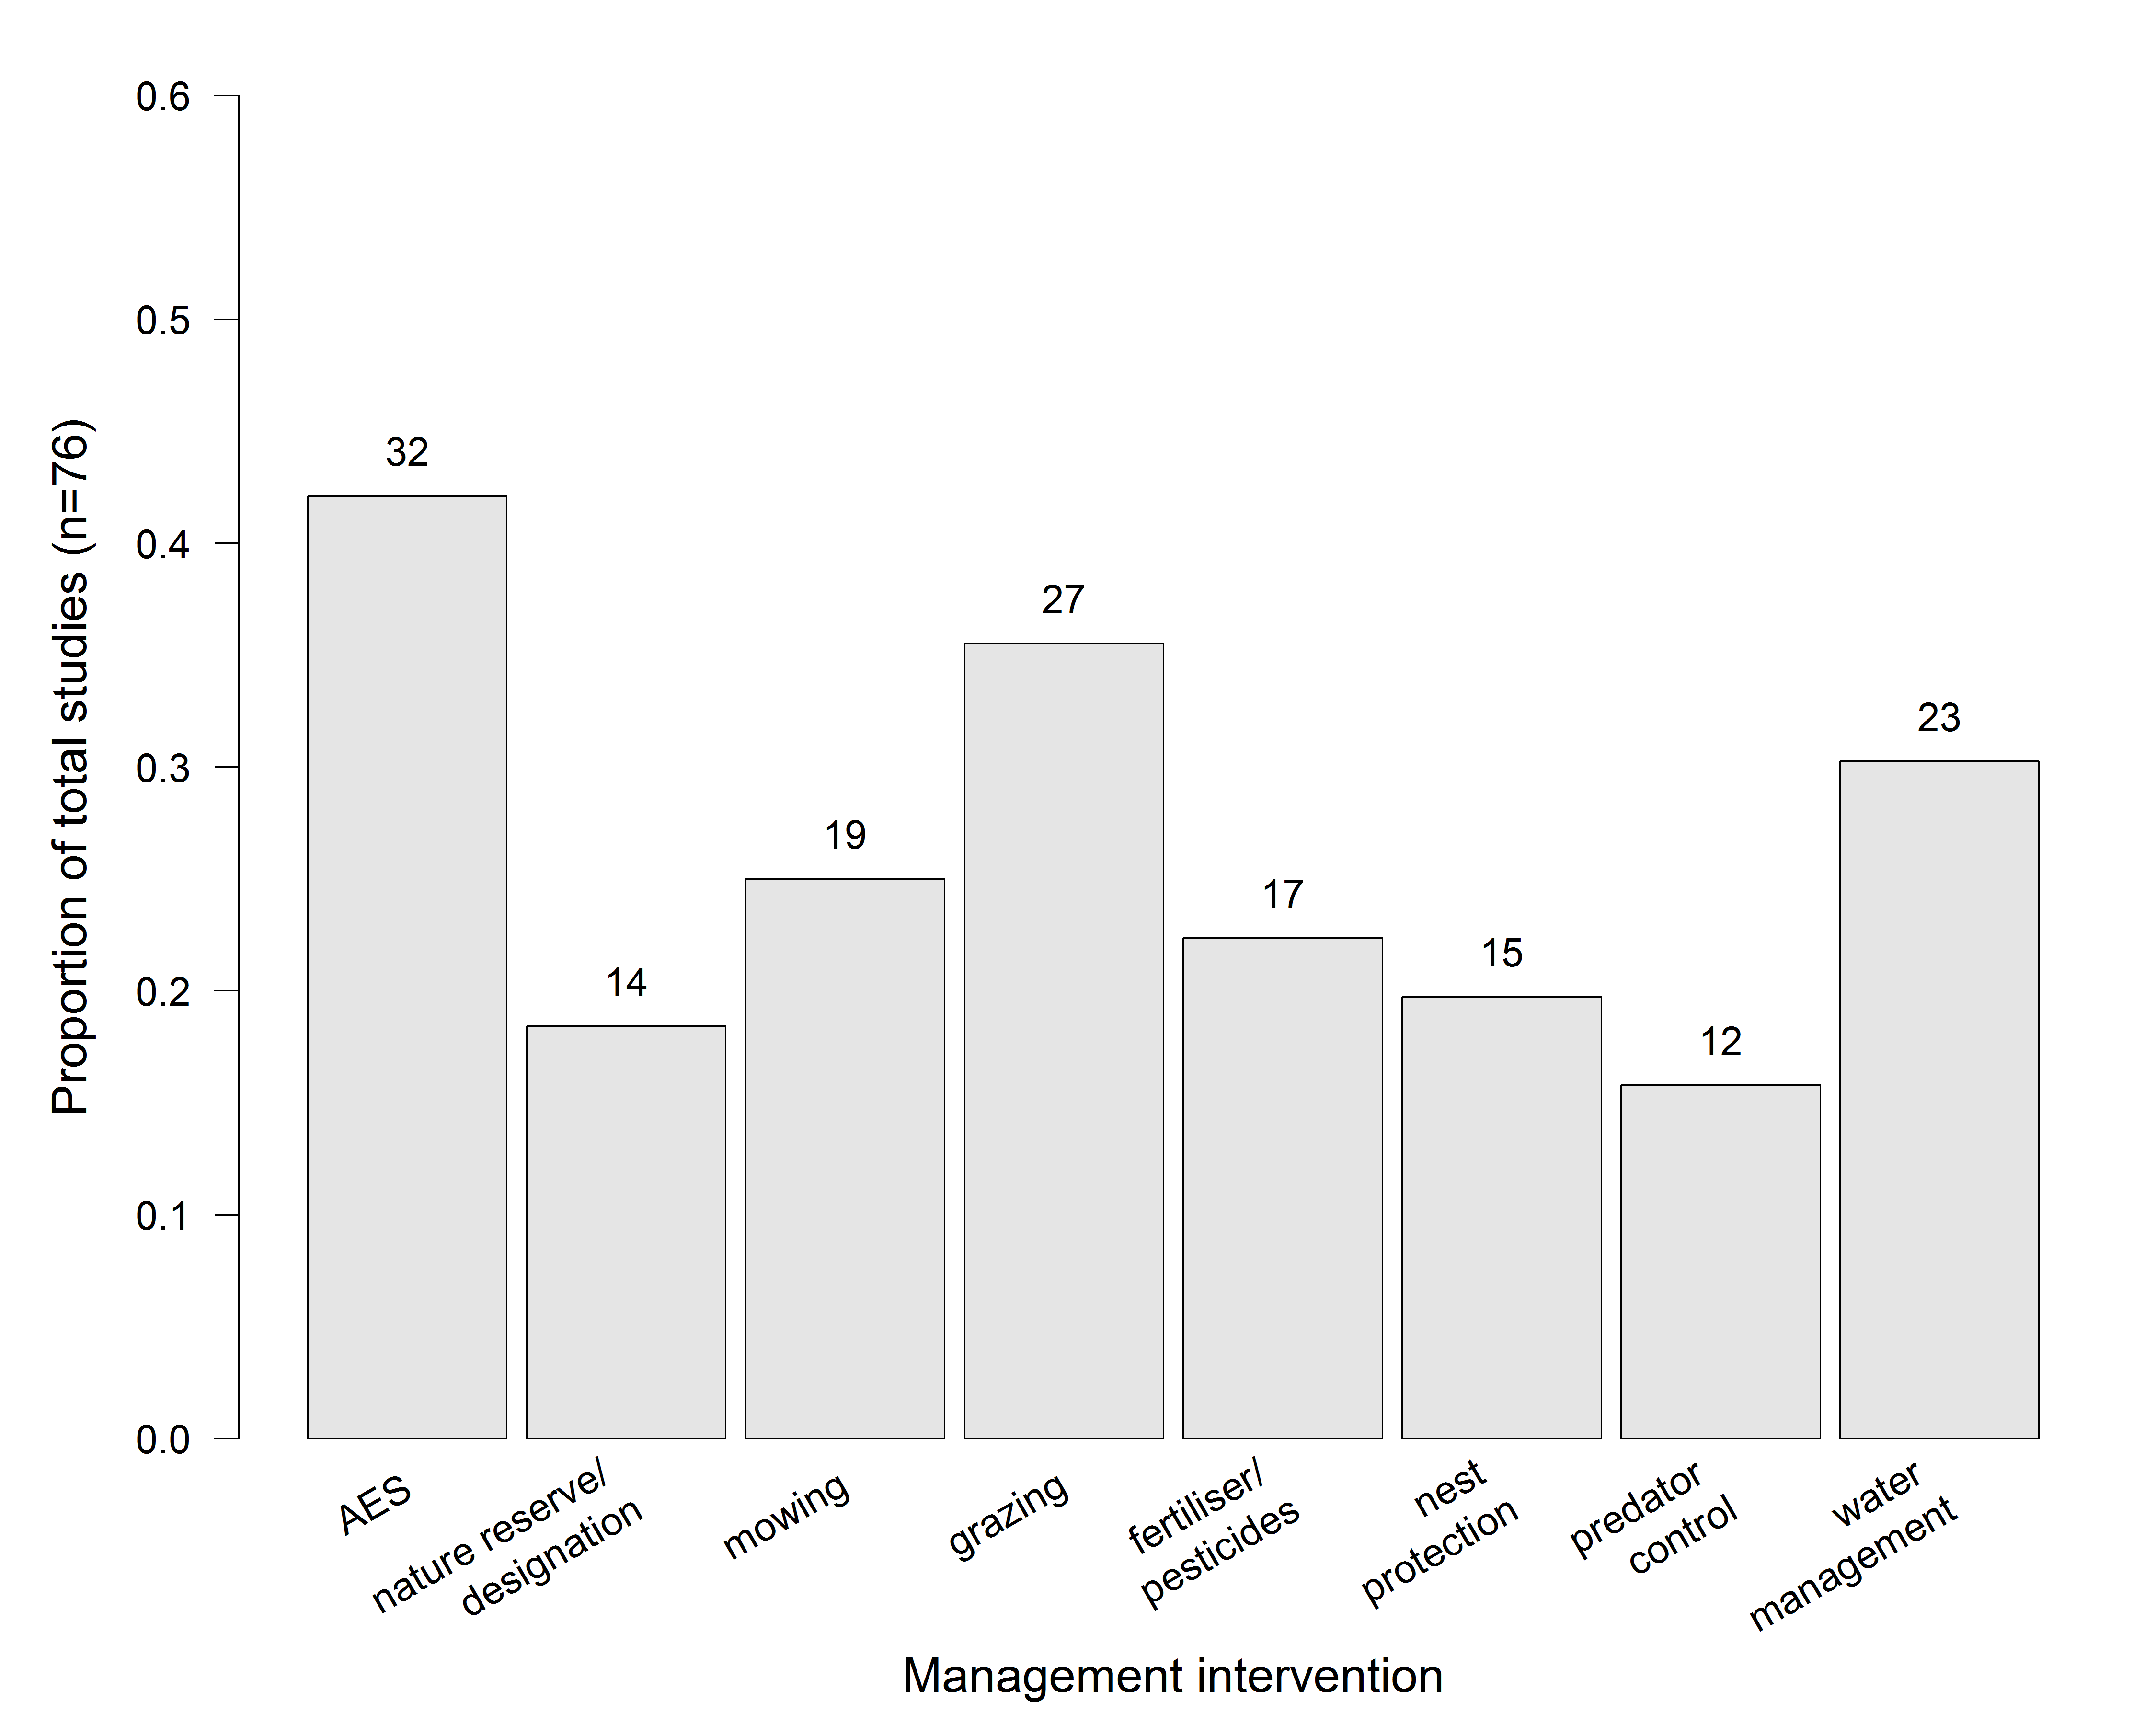 Proportion of total studies (n=76)
0.6
0.5
0.4
0.3
0.2
0.1
0.0
32
14
19
27
17
15
12
23
AES
nature reserve/
designation
mowing
grazing
fertiliser/
pesticides
nest
protection
predator
control
water
management
Management intervention